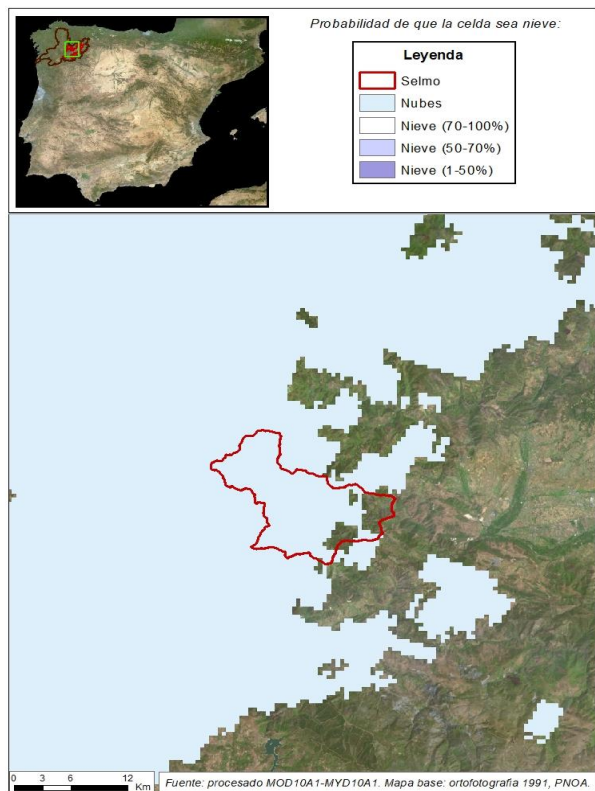 Probabilidad de que la celda sea nieve:
Leyenda
Selmo
Nubes
Nieve (70-100%)
Nieve (50-70%)
Nieve (1-50%)
0 3 6 12
Km
Fuente: procesado MOD10A1-MYD10A1. Mapa base: ortofotografia 1991, PNOA.